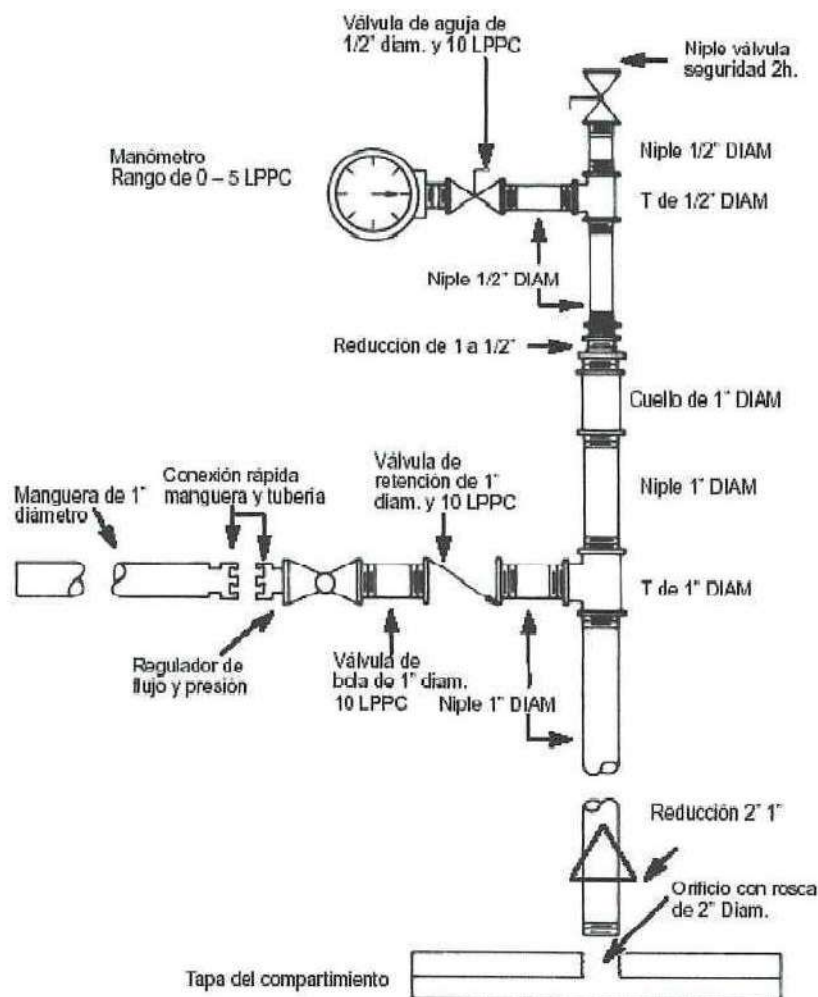 Válvula de aguja de
1/2" diam. y 10 LPPC
Niple válvula
seguridad 2h.
Manómetro
Rango de 0 – 5 LPPC
Niple 1/2" DIAM
T de 1/2" DIAM
Niple 1/2" DIAM
Reducción de 1 a 1/2"
Cuello de 1" DIAM
Manguera de 1"
diámetro
Conexión rápida
manguera y tubería
Válvula de
retención de 1"
diam. y 10 LPPC
Niple 1" DIAM
T de 1" DIAM
Regulador de
flujo y presión
Válvula de
bola de 1" diam.
10 LPPC
Niple 1" DIAM
Reducción 2" 1"
Orificio con rosca
de 2" Diam.
Tapa del compartimiento